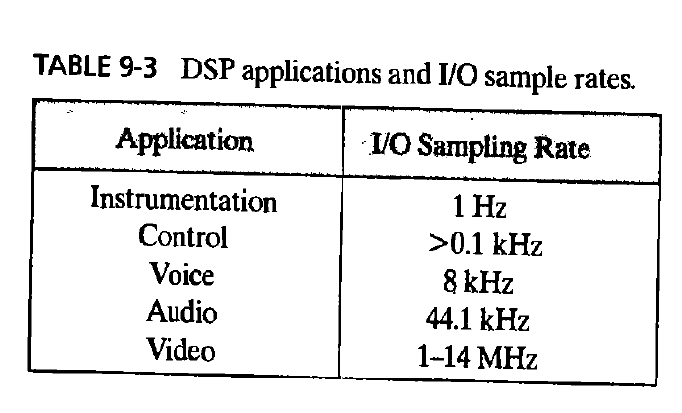 TABLE 9-3 DSP applications and I/O sample rates.
Application I/O Sampling Rate
Instrumentation 1 Hz
Control >0.1 kHz
Voice 8 kHz
Audio 44.1 kHz
Video 1–14 MHz